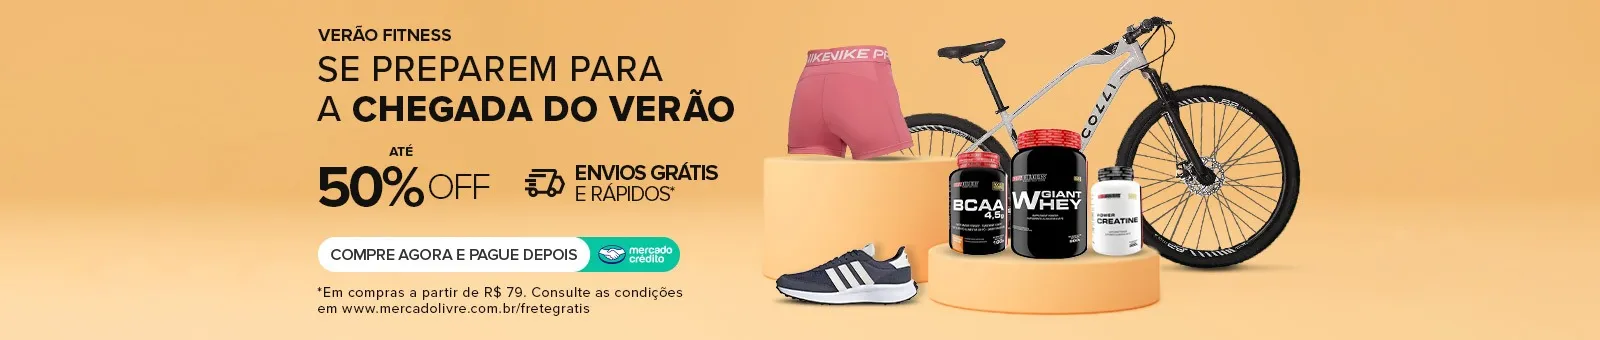 VERÃO FITNESS
SE PREPAREM PARA
A CHEGADA DO VERÃO
ATÉ
50% OFF
ENVIOS GRÁTIS
E RÁPIDOS*
COMPRE AGORA E PAGUE DEPOIS
mercado
crédito
*Em compras a partir de R$ 79. Consulte as condições
em www.mercadolivre.com.br/fretegratis
NIKE PR
COLLI
BCAA
4,5g
GIANT
WHEY
POWER
CREATINE